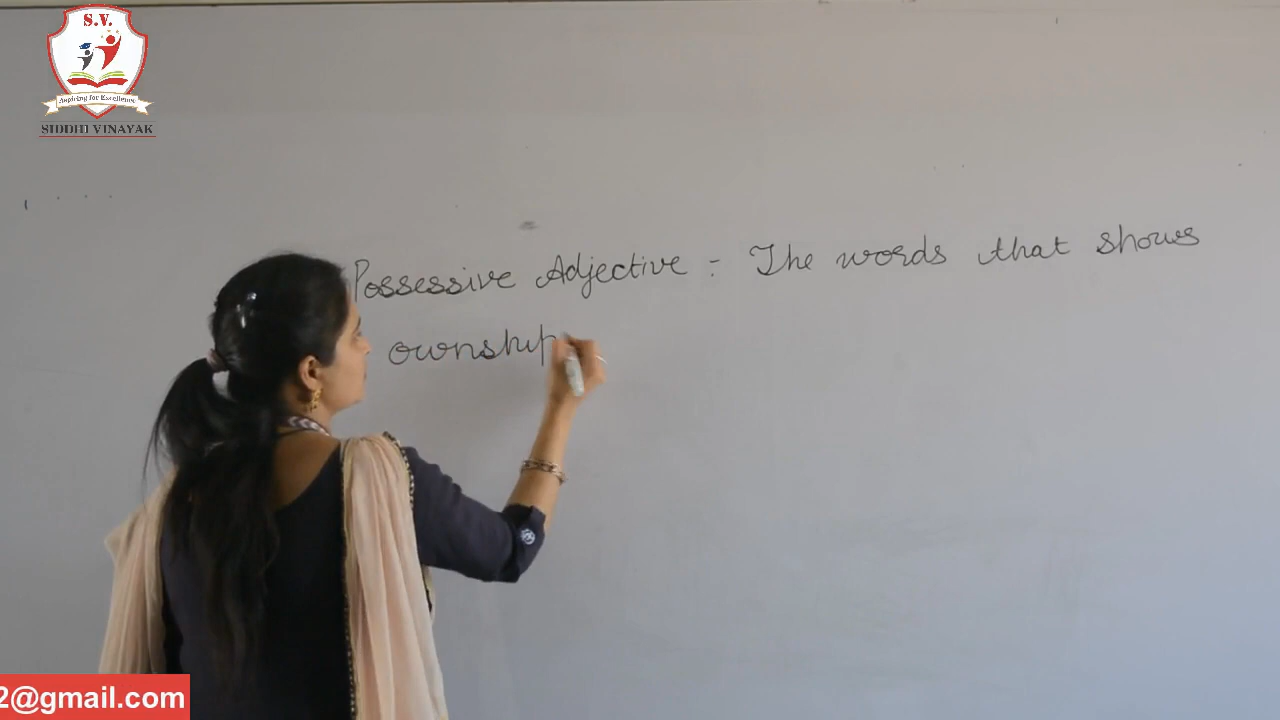 S.V.
Aspiring for Excellence
SIDDHI VINAYAK
Possessive Adjective :- The words that shows
ownship
2@gmail.com